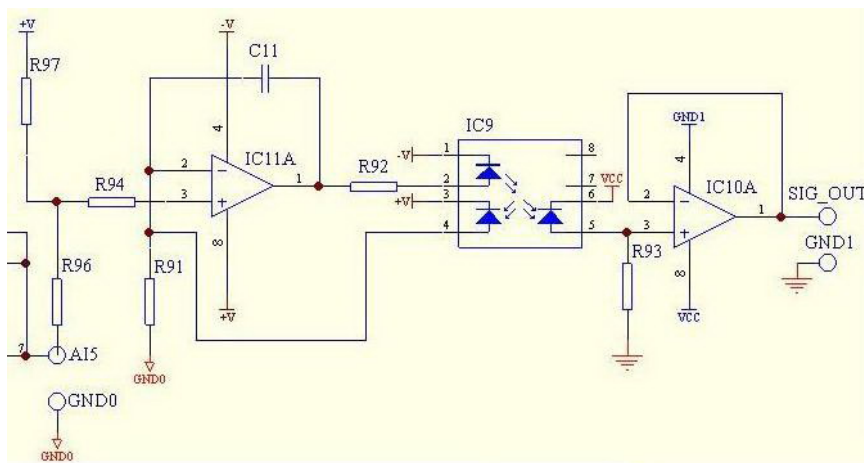 +V
-V
R97
C11
4
IC11A
2
3
1
8
+V
R94
R96
R91
GND0
7
AI5
GND0
GND0
R92
IC9
-V
1
2
+V
3
4
8
7
VCC
6
5
R93
GND1
4
IC10A
2
3
1
8
VCC
SIG_OUT
GND1